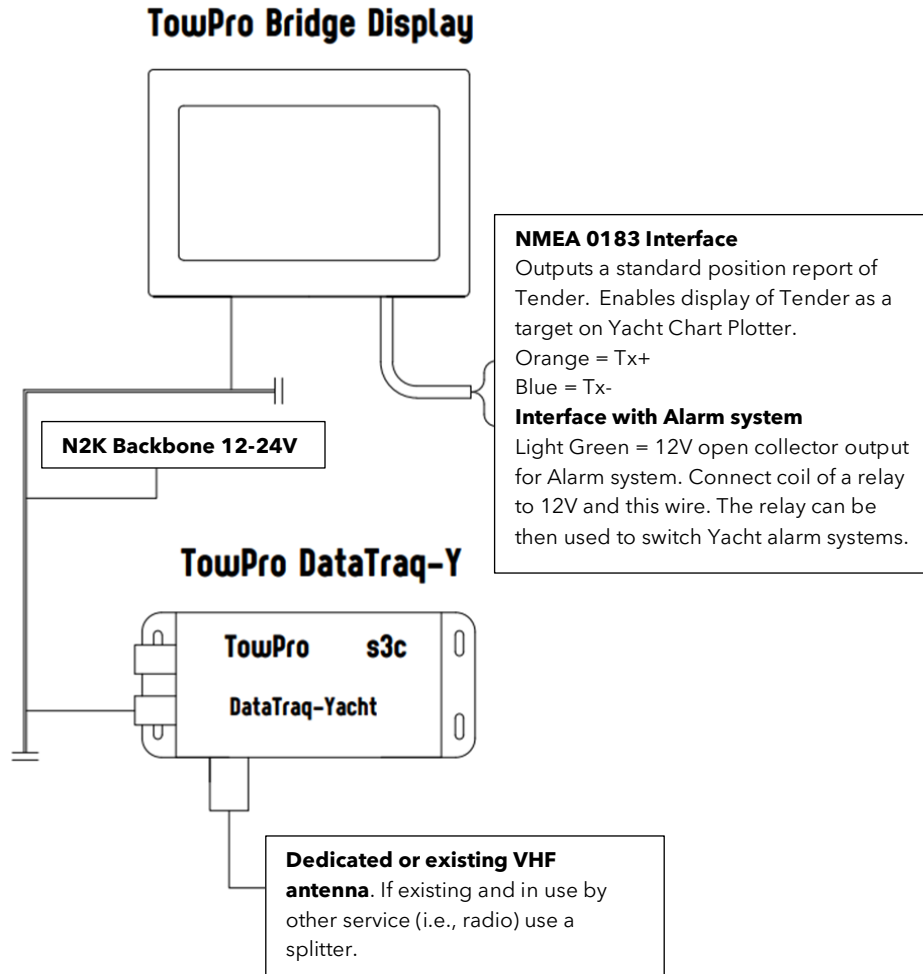 TowPro Bridge Display
NMEA 0183 Interface
Outputs a standard position report of
Tender. Enables display of Tender as a
target on Yacht Chart Plotter.
Orange = Tx+
Blue = Tx-
Interface with Alarm system
Light Green = 12V open collector output
for Alarm system. Connect coil of a relay
to 12V and this wire. The relay can be
then used to switch Yacht alarm systems.
N2K Backbone 12-24V
TowPro DataTraq-Y
TowPro s3c
DataTraq-Yacht
Dedicated or existing VHF
antenna. If existing and in use by
other service (i.e., radio) use a
splitter.